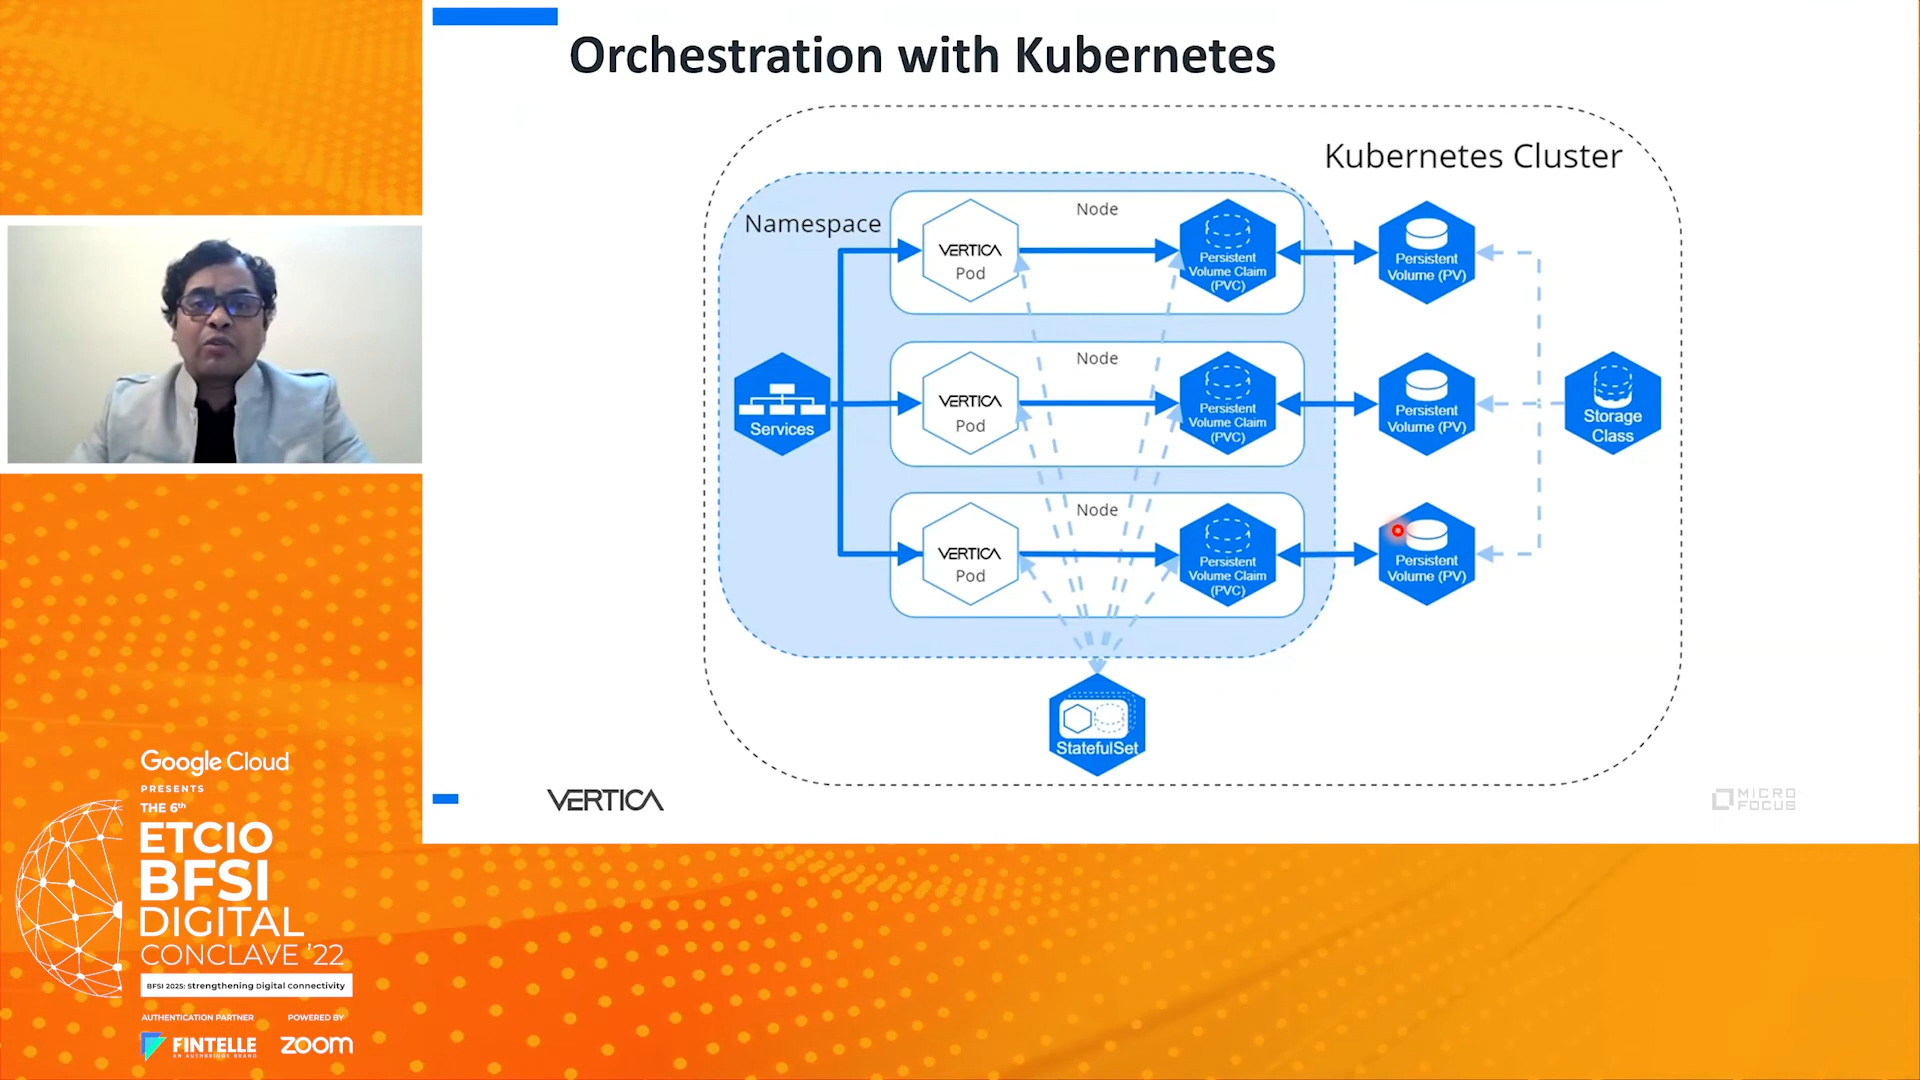 Orchestration with Kubernetes
Kubernetes Cluster
Namespace
Node
VERTICA
Pod
Persistent
Volume Claim
(PVC)
Persistent
Volume (PV)
Node
Services
VERTICA
Pod
Persistent
Volume Claim
(PVC)
Persistent
Volume (PV)
Storage
Class
Node
VERTICA
Pod
Persistent
Volume Claim
(PVC)
Persistent
Volume (PV)
StatefulSet
VERTICA
MICRO
FOCUS
Google Cloud
PRESENTS
THE 6th
ETCIO
BFSI
DIGITAL
CONCLAVE '22
BFSI 2025: Strengthening Digital connectivity
AUTHENTICATION PARTNER
POWERED BY
FINTELLE
AN AUTHBRIDGE BRAND
zoom